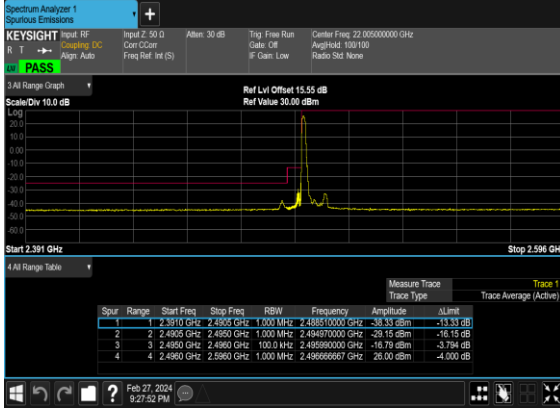 Spectrum Analyzer 1
Spurious Emissions
+
KEYSIGHT Input: RF Input Z: 50 Ω Atten: 30 dB Trig: Free Run Center Freq: 22.005000000 GHz
R T Coupling: DC Corr CCorr Gate: Off Avg|Hold: 100/100
Align: Auto Freq Ref: Int (S) IF Gain: Low Radio Std: None
LXI PASS
3 All Range Graph
Ref Lvl Offset 15.55 dB
Scale/Div 10.0 dB Ref Value 30.00 dBm
Log
20.0
10.0
0.00
-10.0
-20.0
-30.0
-40.0
-50.0
-60.0
Start 2.391 GHz Stop 2.596 GH
4 All Range Table
Measure Trace Trace 1
Trace Type Trace Average (Active)
Spur Range Start Freq Stop Freq RBW Frequency Amplitude ΔLimit
1 1 2.3910 GHz 2.4905 GHz 1.000 MHz 2.488510000 GHz -38.33 dBm -13.33 dB
2 2 2.4905 GHz 2.4950 GHz 1.000 MHz 2.494970000 GHz -29.15 dBm -16.15 dB
3 3 2.4950 GHz 2.4960 GHz 100.0 kHz 2.495990000 GHz -16.79 dBm -3.794 dB
4 4 2.4960 GHz 2.5960 GHz 1.000 MHz 2.496666667 GHz 26.00 dBm -4.000 dB
? Feb 27, 2024
9:27:52 PM